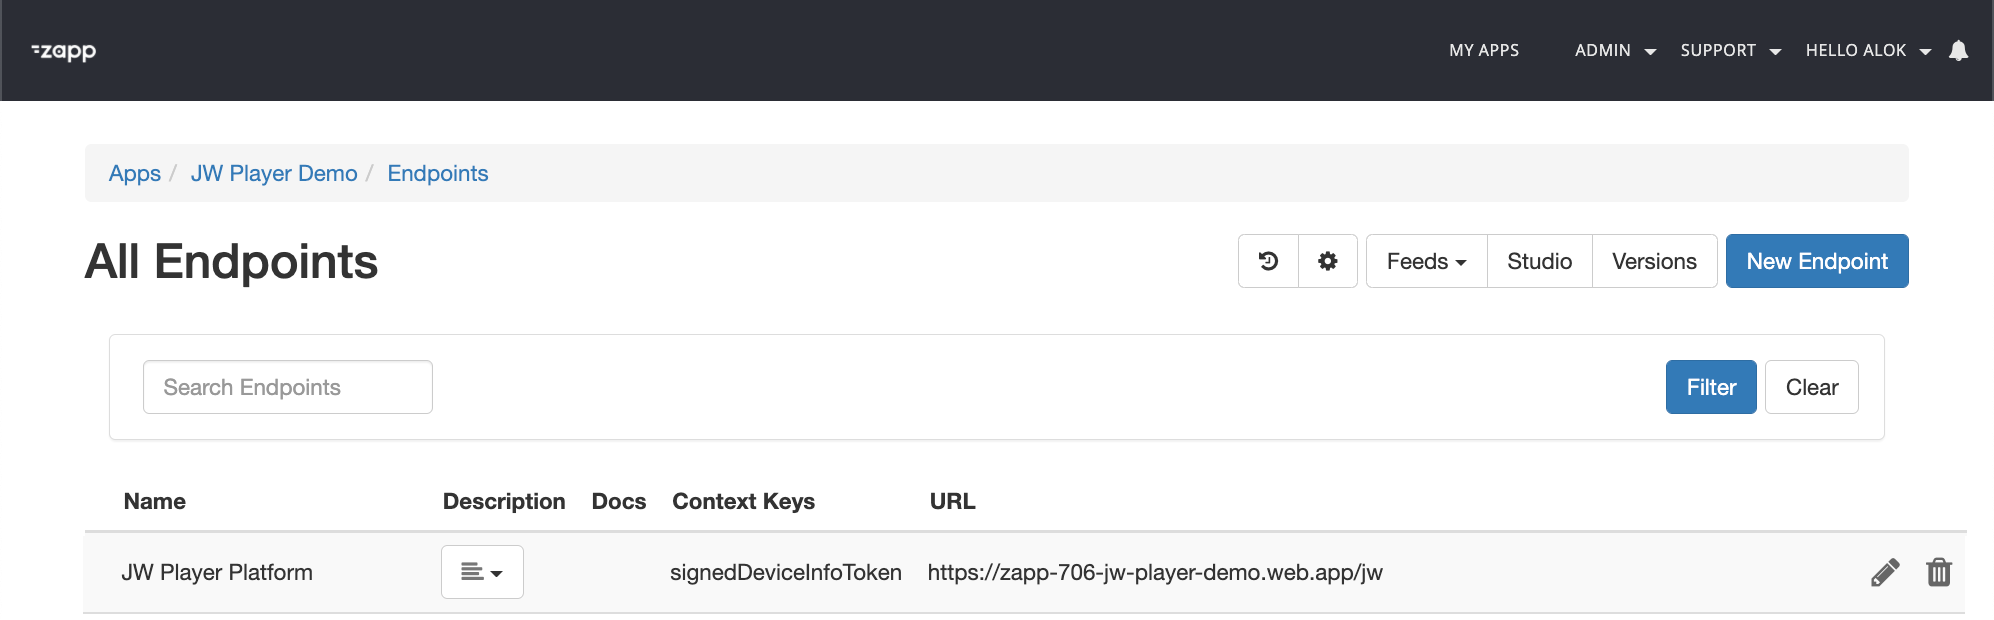 zapp MY APPS ADMIN SUPPORT HELLO ALOK
Apps / JW Player Demo / Endpoints
All Endpoints Feeds Studio Versions New Endpoint
Search Endpoints Filter Clear
Name Description Docs Context Keys URL
JW Player Platform signedDeviceInfoToken https://zapp-706-jw-player-demo.web.app/jw